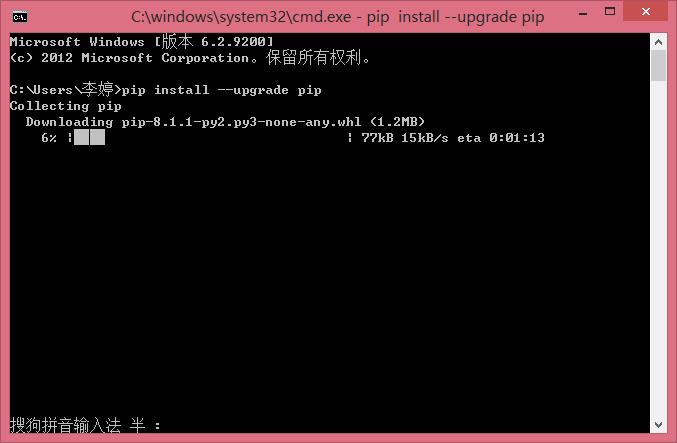 C:\windows\system32\cmd.exe - pip  install --upgrade pip
Microsoft Windows [版本 6.2.9200]
(c) 2012 Microsoft Corporation。保留所有权利。
C:\Users\李婷>pip install --upgrade pip
Collecting pip
Downloading pip-8.1.1-py2.py3-none-any.whl (1.2MB)
6% |██ | 77kB 15kB/s eta 0:01:13
搜狗拼音输入法 半 :